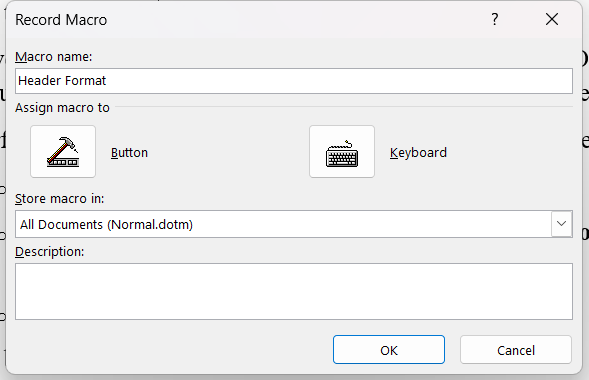 Record Macro
?
Macro name:
Header Format
Assign macro to
Button
Keyboard
Store macro in:
All Documents (Normal.dotm)
Description:
OK
Cancel